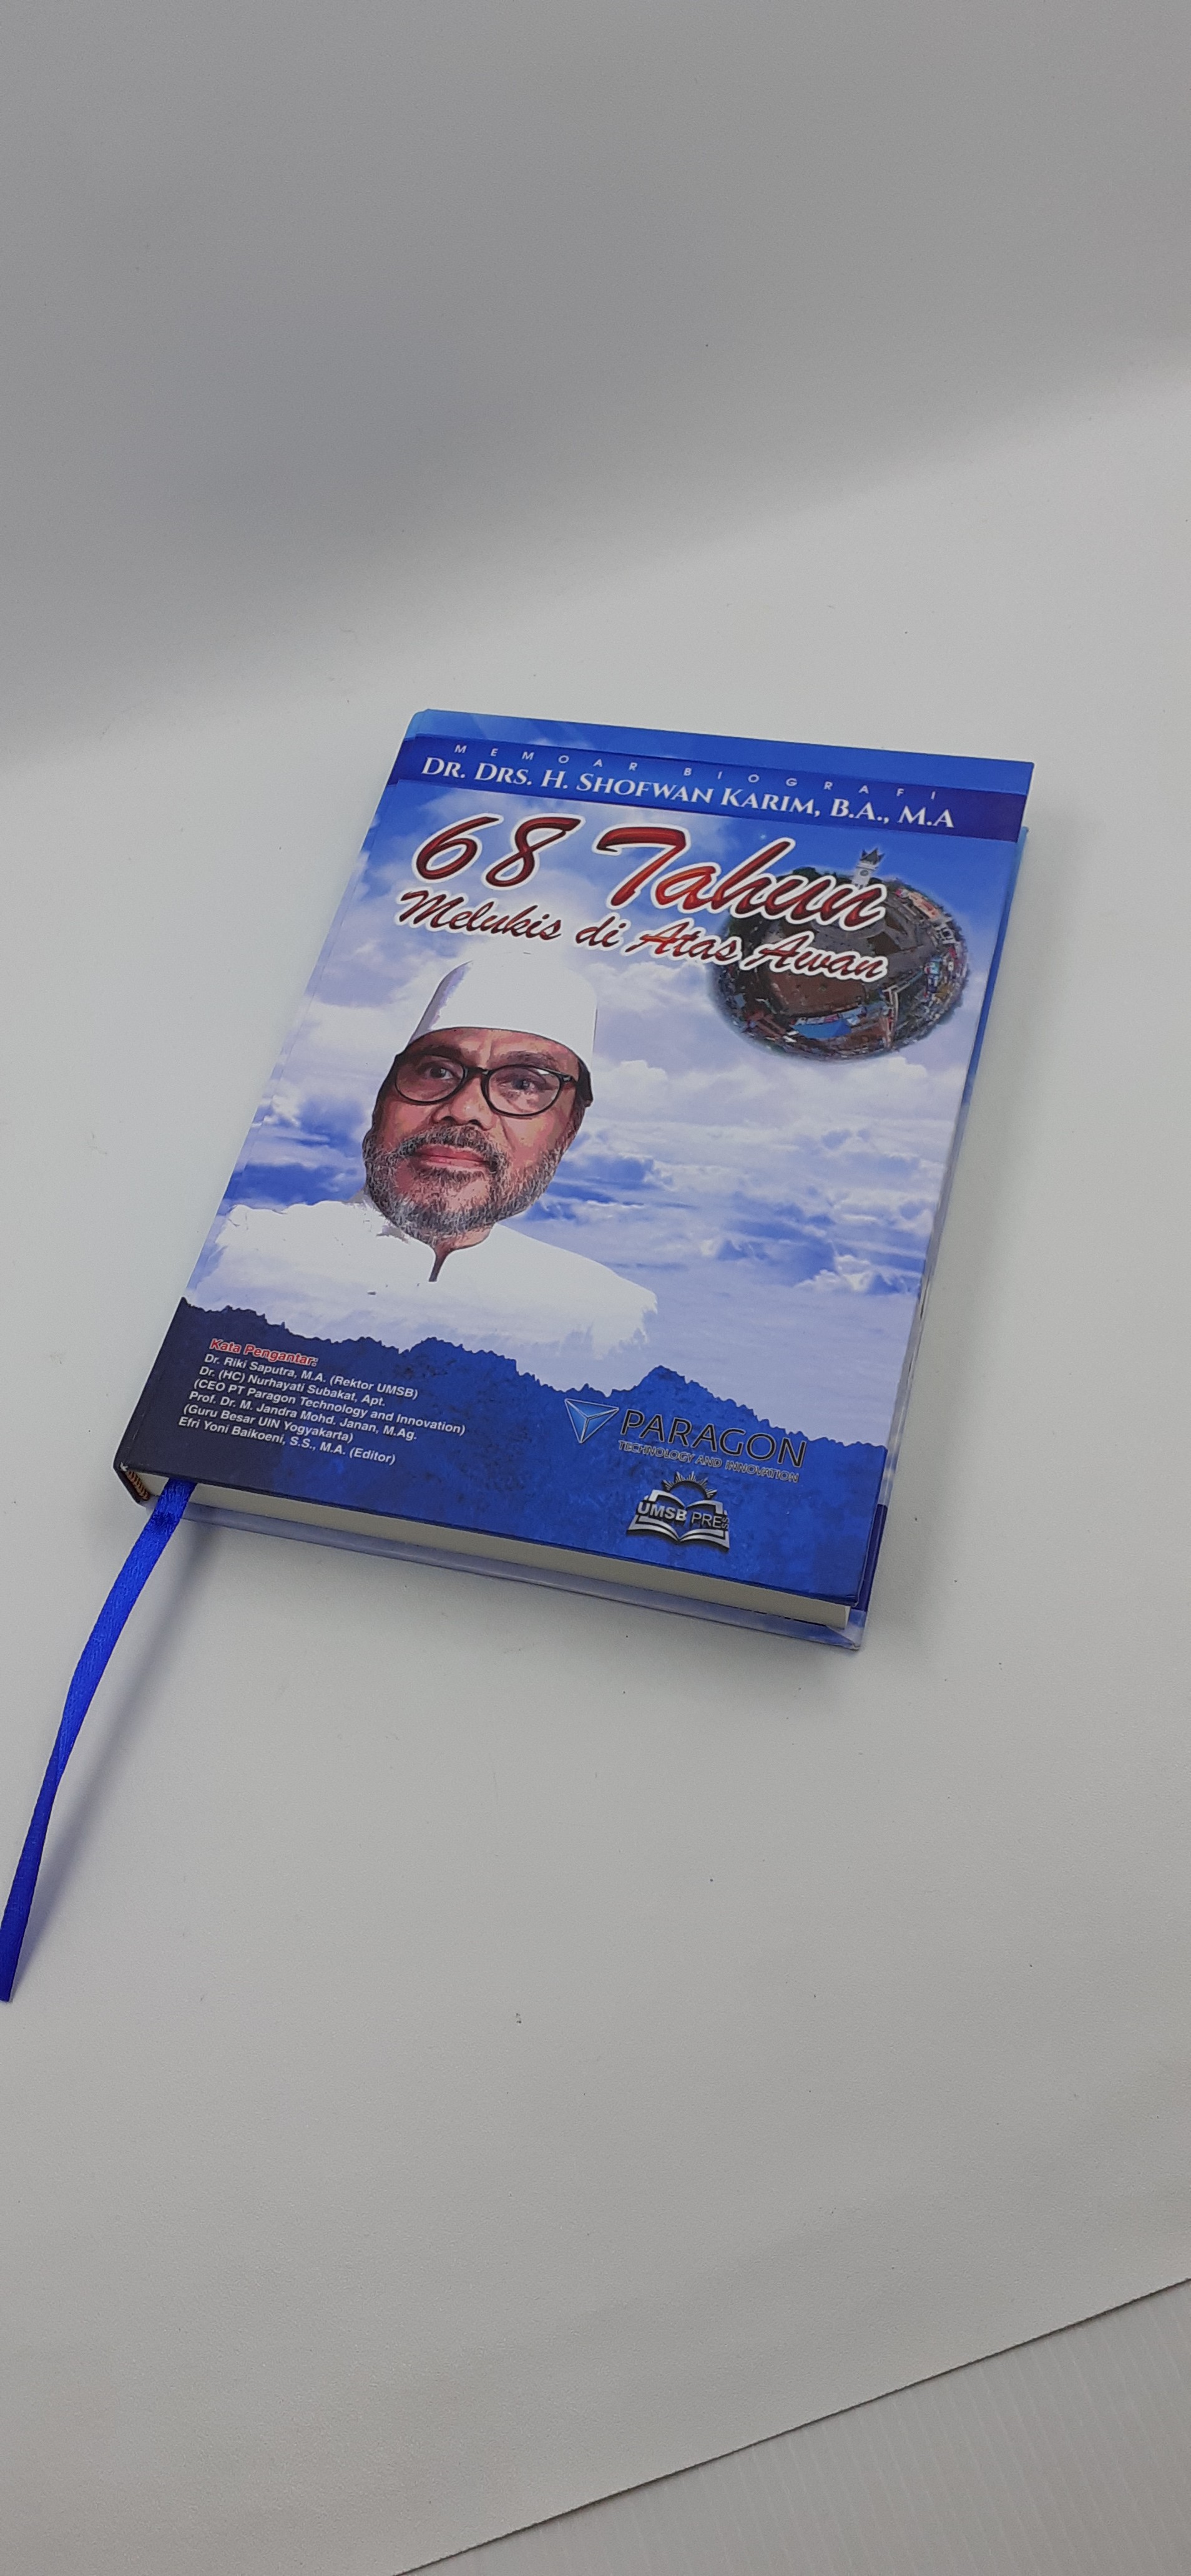 MEMOAR BIOGRAFI
DR. DRS. H. SHOFWAN KARIM, B.A., M.A
68 Tahun
Melukis di Atas Awan
Kata Pengantar:
Dr. Riki Saputra, M.A. (Rektor UMSB)
Dr. (HC) Nurhayati Subakat, Apt.
(CEO PT Paragon Technology and Innovation)
Prof. Dr. M. Jandra Mohd. Janan, M.Ag.
(Guru Besar UIN Yogyakarta)
Efri Yoni Baikoeni, S.S., M.A. (Editor)
PARAGON
TECHNOLOGY AND INNOVATION
UMSB PRESS